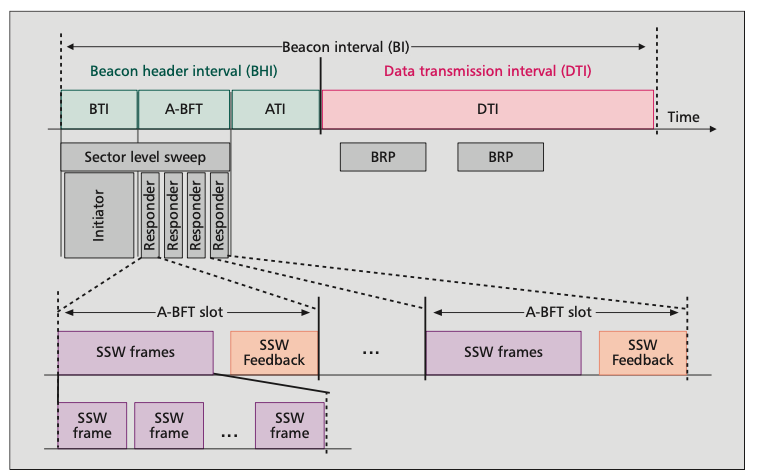 Beacon interval (BI)
Beacon header interval (BHI)
Data transmission interval (DTI)
BTI
A-BFT
ATI
DTI
Time
Sector level sweep
BRP
BRP
Initiator
Responder
Responder
Responder
Responder
A-BFT slot
A-BFT slot
SSW frames
SSW
Feedback
...
SSW frames
SSW
Feedback
SSW
frame
SSW
frame
...
SSW
frame